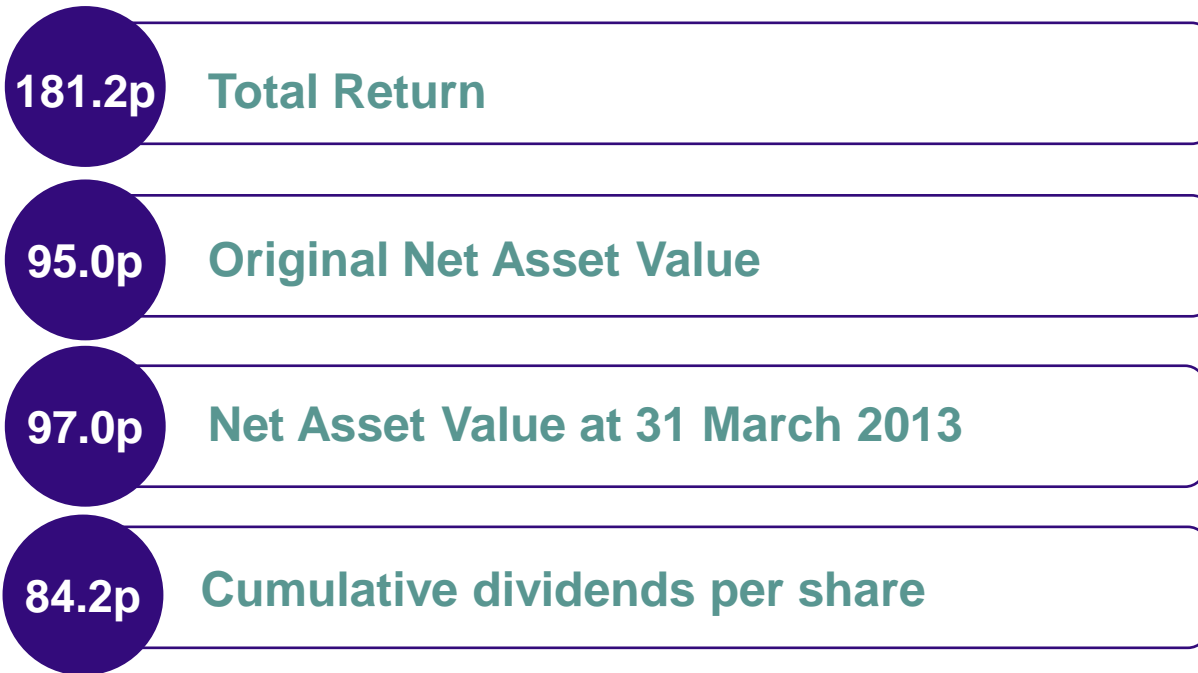 181.2p Total Return
95.0p Original Net Asset Value
97.0p Net Asset Value at 31 March 2013
84.2p Cumulative dividends per share